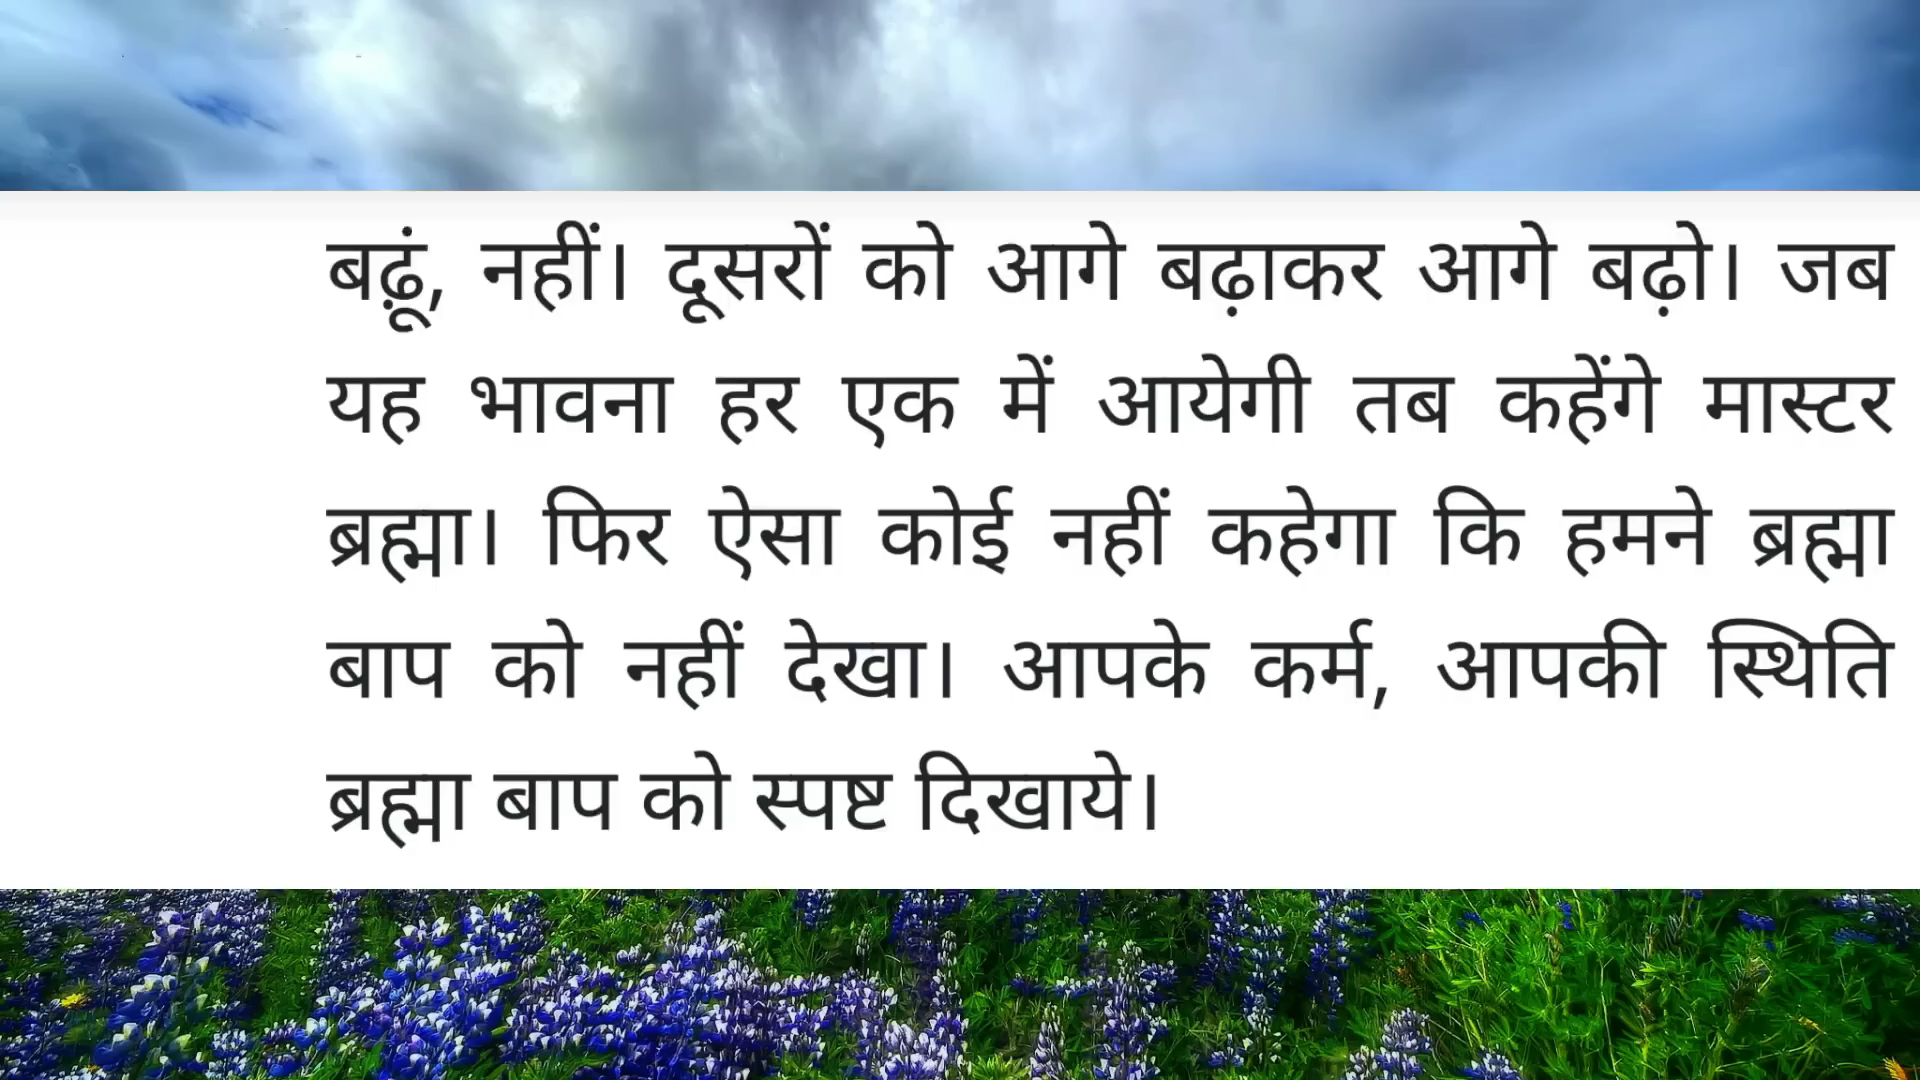 बढ़ूं, नहीं। दूसरों को आगे बढ़ाकर आगे बढ़ो। जब
यह भावना हर एक में आयेगी तब कहेंगे मास्टर
ब्रह्मा। फिर ऐसा कोई नहीं कहेगा कि हमने ब्रह्मा
बाप को नहीं देखा। आपके कर्म, आपकी स्थिति
ब्रह्मा बाप को स्पष्ट दिखाये।